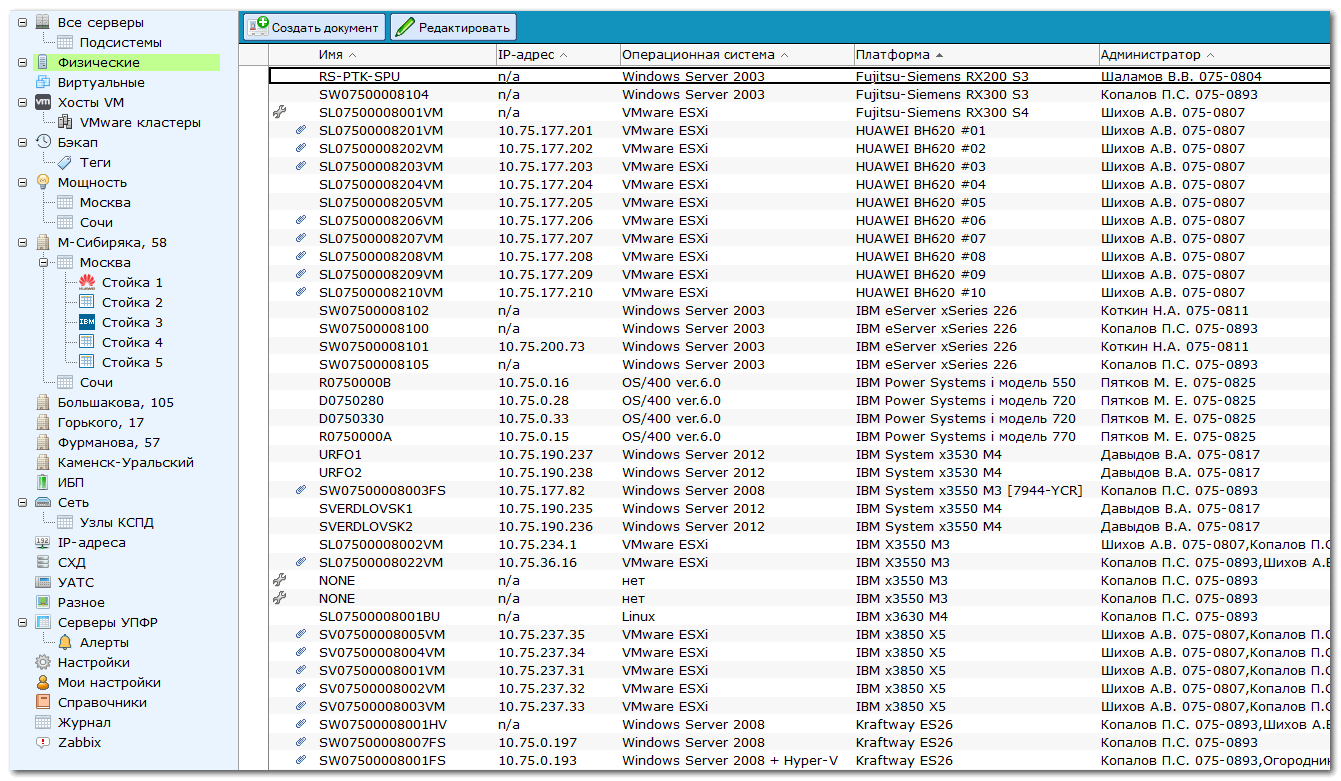 Все серверы
Подсистемы
Физические
Виртуальные
Хосты VM
VMware кластеры
Бэкап
Теги
Мощность
Москва
Сочи
М-Сибиряка, 58
Москва
Стойка 1
Стойка 2
IBM Стойка 3
Стойка 4
Стойка 5
Сочи
Большакова, 105
Горького, 17
Фурманова, 57
Каменск-Уральский
ИБП
Сеть
Узлы КСПД
IP-адреса
СХД
УАТС
Разное
Серверы УПФР
Алерты
Настройки
Мои настройки
Справочники
Журнал
Zabbix
Создать документ Редактировать
Имя IP-адрес Операционная система Платформа Администратор
RS-PTK-SPU n/a Windows Server 2003 Fujitsu-Siemens RX200 S3 Шаламов В.В. 075-0804
SW07500008104 n/a Windows Server 2003 Fujitsu-Siemens RX300 S3 Копалов П.С. 075-0893
SL07500008001VM n/a VMware ESXi Fujitsu-Siemens RX300 S4 Шихов А.В. 075-0807
SL07500008201VM 10.75.177.201 VMware ESXi HUAWEI BH620 #01 Шихов А.В. 075-0807
SL07500008202VM 10.75.177.202 VMware ESXi HUAWEI BH620 #02 Шихов А.В. 075-0807
SL07500008203VM 10.75.177.203 VMware ESXi HUAWEI BH620 #03 Шихов А.В. 075-0807
SL07500008204VM 10.75.177.204 VMware ESXi HUAWEI BH620 #04 Шихов А.В. 075-0807
SL07500008205VM 10.75.177.205 VMware ESXi HUAWEI BH620 #05 Шихов А.В. 075-0807
SL07500008206VM 10.75.177.206 VMware ESXi HUAWEI BH620 #06 Шихов А.В. 075-0807
SL07500008207VM 10.75.177.207 VMware ESXi HUAWEI BH620 #07 Шихов А.В. 075-0807
SL07500008208VM 10.75.177.208 VMware ESXi HUAWEI BH620 #08 Шихов А.В. 075-0807
SL07500008209VM 10.75.177.209 VMware ESXi HUAWEI BH620 #09 Шихов А.В. 075-0807
SL07500008210VM 10.75.177.210 VMware ESXi HUAWEI BH620 #10 Шихов А.В. 075-0807
SW07500008102 n/a Windows Server 2003 IBM eServer xSeries 226 Коткин Н.А. 075-0811
SW07500008100 n/a Windows Server 2003 IBM eServer xSeries 226 Копалов П.С. 075-0893
SW07500008101 10.75.200.73 Windows Server 2003 IBM eServer xSeries 226 Коткин Н.А. 075-0811
SW07500008105 n/a Windows Server 2003 IBM eServer xSeries 226 Копалов П.С. 075-0893
R0750000B 10.75.0.16 OS/400 ver.6.0 IBM Power Systems i модель 550 Пятков М. Е. 075-0825
D0750280 10.75.0.28 OS/400 ver.6.0 IBM Power Systems i модель 720 Пятков М. Е. 075-0825
D0750330 10.75.0.33 OS/400 ver.6.0 IBM Power Systems i модель 720 Пятков М. Е. 075-0825
R0750000A 10.75.0.15 OS/400 ver.6.0 IBM Power Systems i модель 770 Пятков М. Е. 075-0825
URFO1 10.75.190.237 Windows Server 2012 IBM System x3530 M4 Давыдов В.А. 075-0817
URFO2 10.75.190.238 Windows Server 2012 IBM System x3530 M4 Давыдов В.А. 075-0817
SW07500008003FS 10.75.177.82 Windows Server 2008 IBM System x3550 M3 [7944-YCR] Копалов П.С. 075-0893
SVERDLOVSK1 10.75.190.235 Windows Server 2012 IBM System x3550 M4 Давыдов В.А. 075-0817
SVERDLOVSK2 10.75.190.236 Windows Server 2012 IBM System x3550 M4 Давыдов В.А. 075-0817
SL07500008002VM 10.75.234.1 VMware ESXi IBM X3550 M3 Шихов А.В. 075-0807,Копалов П.С
SL07500008022VM 10.75.36.16 VMware ESXi IBM X3550 M3 Копалов П.С. 075-0893,Шихов А.В
NONE n/a нет IBM x3550 M3 Копалов П.С. 075-0893
NONE n/a нет IBM x3550 M3 Копалов П.С. 075-0893
SL07500008001BU n/a Linux IBM x3630 M4 Копалов П.С. 075-0893
SV07500008005VM 10.75.237.35 VMware ESXi IBM x3850 X5 Шихов А.В. 075-0807,Копалов П.С
SV07500008004VM 10.75.237.34 VMware ESXi IBM x3850 X5 Шихов А.В. 075-0807,Копалов П.С
SV07500008001VM 10.75.237.31 VMware ESXi IBM x3850 X5 Шихов А.В. 075-0807,Копалов П.С
SV07500008002VM 10.75.237.32 VMware ESXi IBM x3850 X5 Шихов А.В. 075-0807,Копалов П.С
SV07500008003VM 10.75.237.33 VMware ESXi IBM x3850 X5 Шихов А.В. 075-0807,Копалов П.С
SW07500008001HV n/a Windows Server 2008 Kraftway ES26 Копалов П.С. 075-0893,Шихов А.В
SW07500008007FS 10.75.0.197 Windows Server 2008 Kraftway ES26 Копалов П.С. 075-0893
SW07500008001FS 10.75.0.193 Windows Server 2008 + Hyper-V Kraftway ES26 Копалов П.С. 075-0893,Огородник